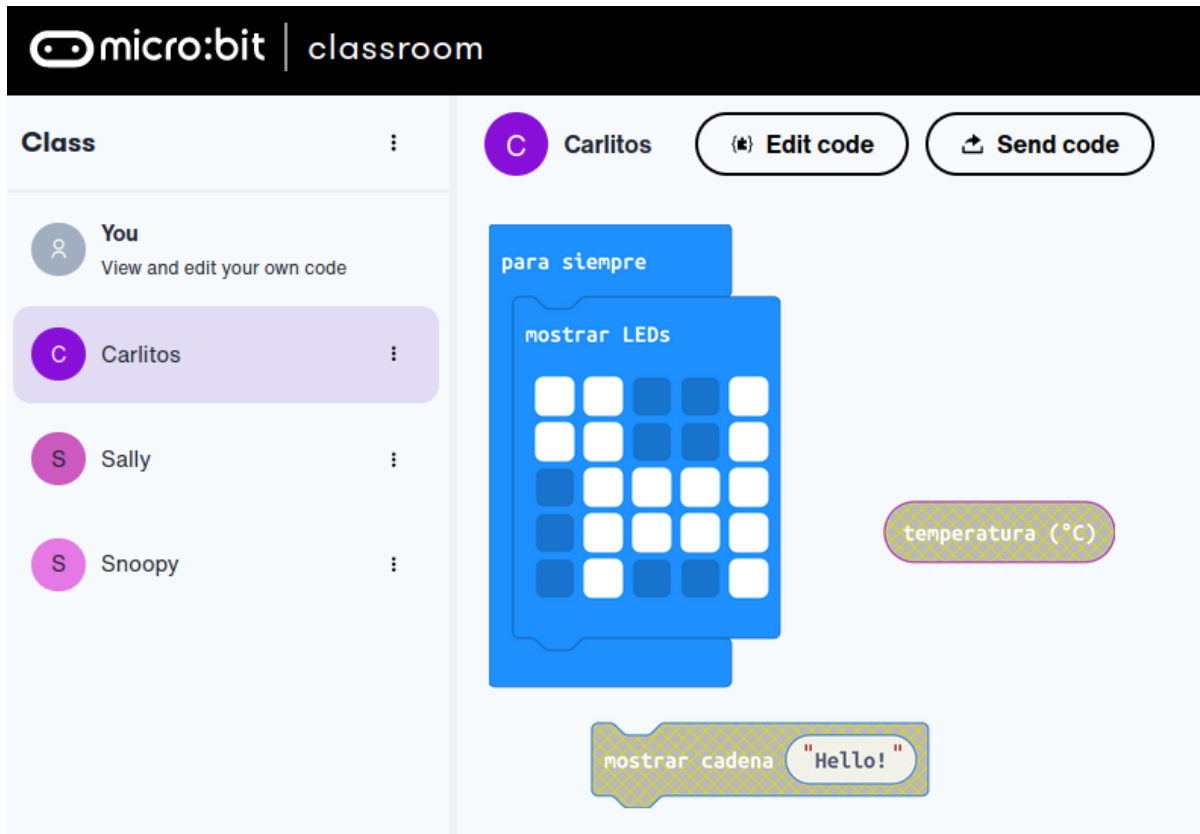 micro:bit | classroom
Class
C Carlitos Edit code Send code
You
View and edit your own code
C Carlitos
S Sally
S Snoopy
para siempre
mostrar LEDs
temperatura (°C)
mostrar cadena "Hello!"